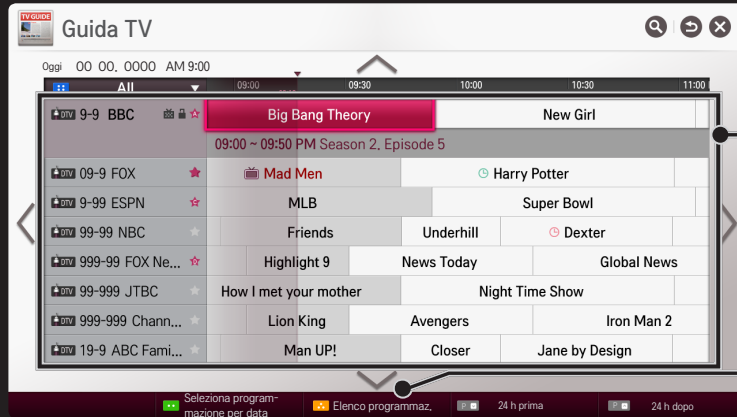 TV GUIDE
Guida TV
Oggi 00 00, 0000 AM 9:00
All 09:00 09:30 10:00 10:30 11:00
DTV 9-9 BBC Big Bang Theory New Girl
09:00 ~ 09:50 PM Season 2, Episode 5
DTV 09-9 FOX Mad Men Harry Potter
DTV 9-99 ESPN MLB Super Bowl
DTV 99-99 NBC Friends Underhill Dexter
DTV 999-99 FOX Ne... Highlight 9 News Today Global News
DTV 99-999 JTBC How I met your mother Night Time Show
DTV 999-999 Chann... Lion King Avengers Iron Man 2
DTV 19-9 ABC Fami... Man UP! Closer Jane by Design
Seleziona program-
mazione per data
Elenco programmaz. P 24 h prima P 24 h dopo